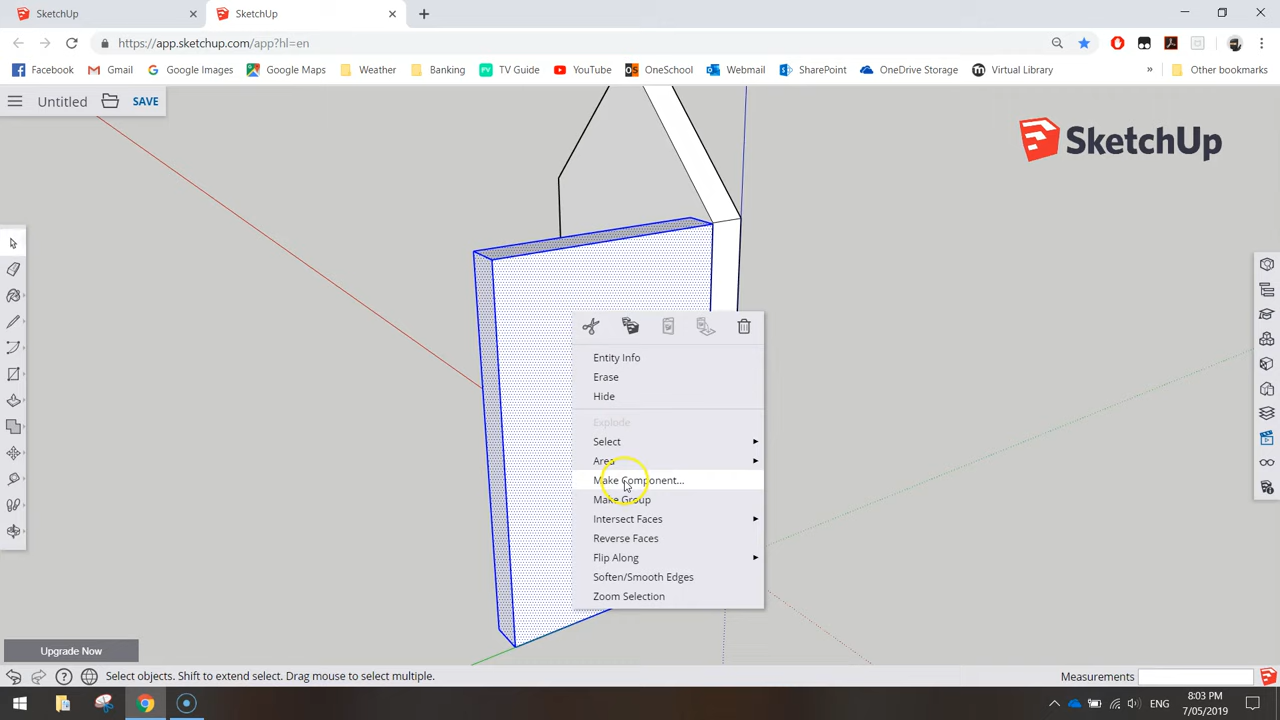 SketchUp
SketchUp
https://app.sketchup.com/app?hl=en
Facebook
Gmail
Google Images
Google Maps
Weather
Banking
TV Guide
YouTube
OneSchool
Webmail
SharePoint
OneDrive Storage
Virtual Library
»
Other bookmarks
Untitled
SAVE
SketchUp
Entity Info
Erase
Hide
Explode
Select
Area
Make Component...
Make Group
Intersect Faces
Reverse Faces
Flip Along
Soften/Smooth Edges
Zoom Selection
Upgrade Now
Select objects. Shift to extend select. Drag mouse to select multiple.
Measurements
8:03 PM
ENG
7/05/2019